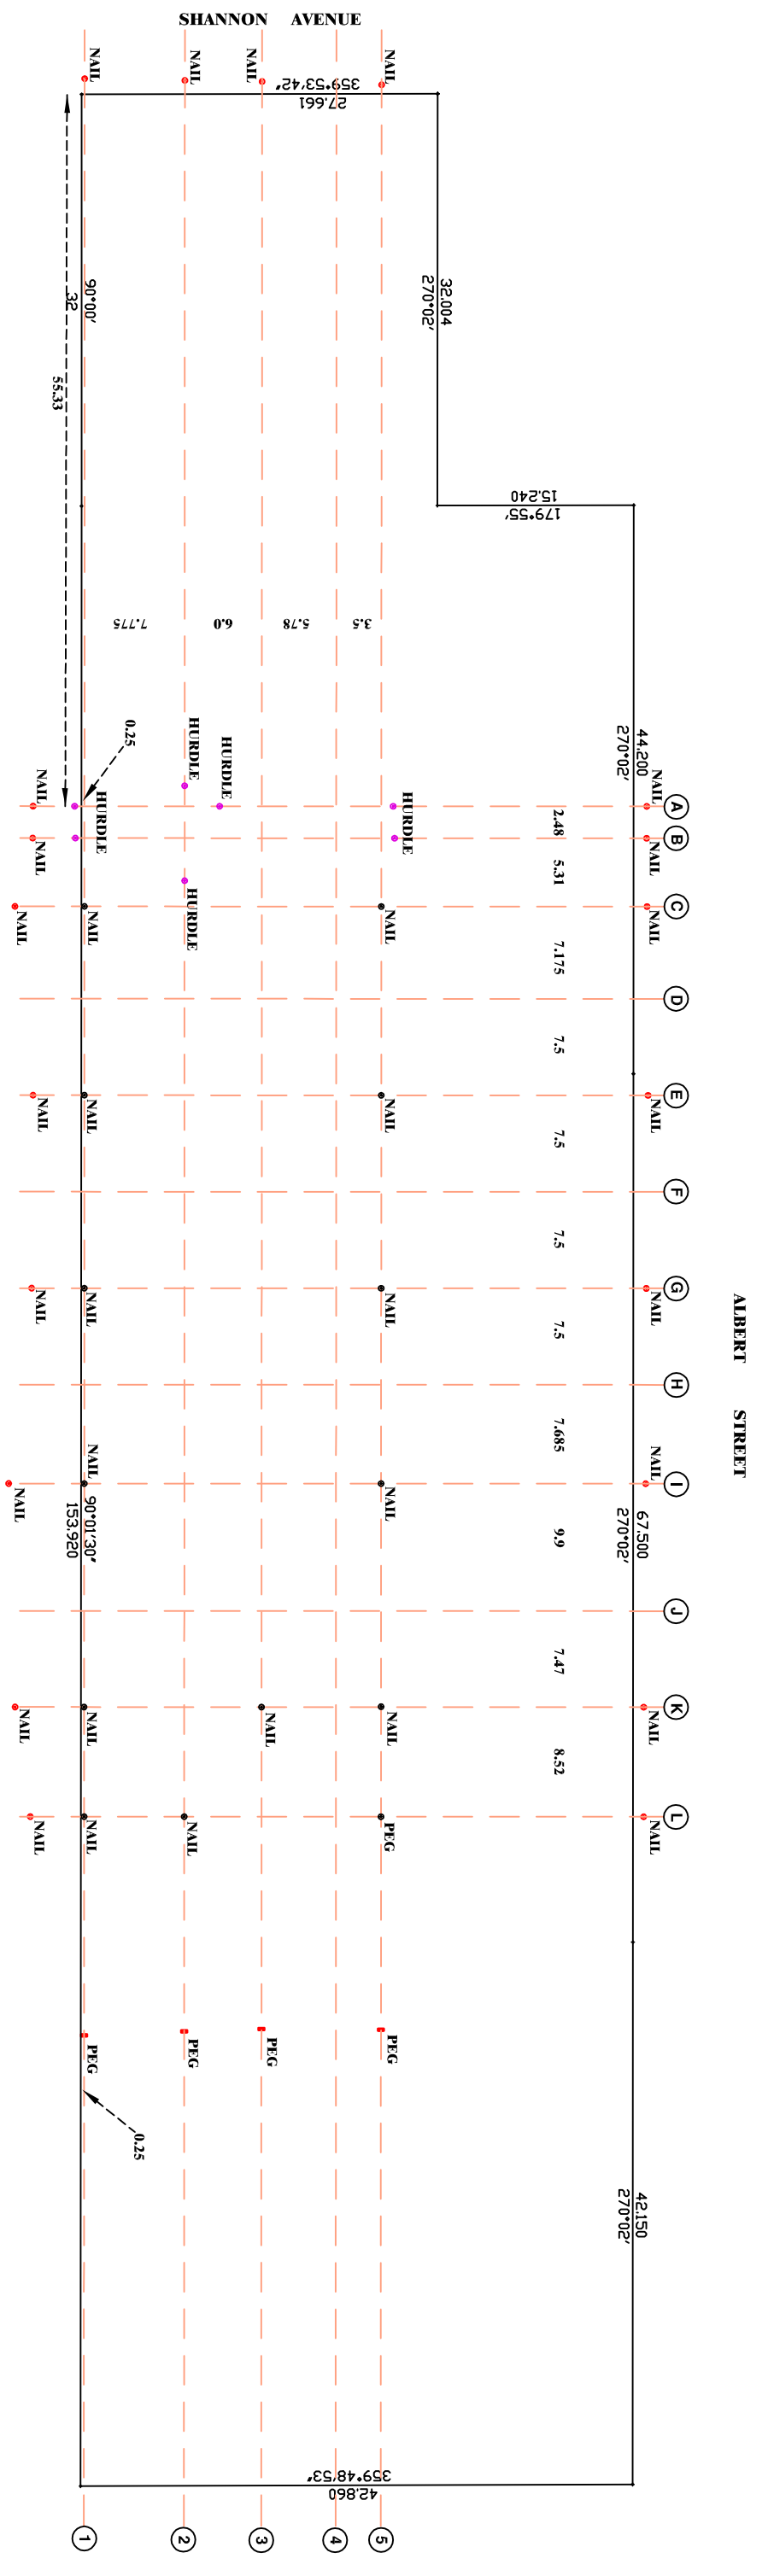 SHANNON AVENUE
NAIL
NAIL
NAIL
NAIL
359°53'42"
27.661
90°00'
32
32.004
270°02'
55.33
15.240
179°55'
7.775
6.0
5.78
3.5
44.200
270°02'
0.25
HURDLE
HURDLE
NAIL
NAIL
A
HURDLE
HURDLE
2.48
B
NAIL
NAIL
5.31
HURDLE
C
NAIL
NAIL
NAIL
NAIL
7.175
D
7.5
E
NAIL
NAIL
NAIL
NAIL
7.5
F
7.5
G
NAIL
NAIL
NAIL
NAIL
ALBERT STREET
7.5
H
7.685
NAIL
NAIL
I
NAIL
NAIL
90°01'30"
153.920
67.500
270°02'
9.9
J
7.47
K
NAIL
NAIL
NAIL
NAIL
NAIL
8.52
L
NAIL
NAIL
NAIL
PEG
NAIL
PEG
PEG
PEG
PEG
0.25
42.150
270°02'
359°48'53"
42.860
1
2
3
4
5